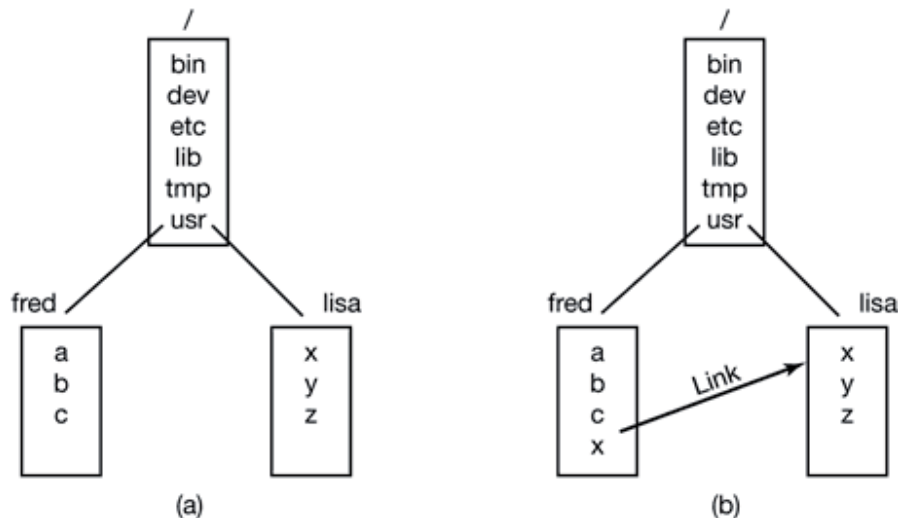 /
bin
dev
etc
lib
tmp
usr
fred
lisa
a
b
c
x
y
z
(a)
/
bin
dev
etc
lib
tmp
usr
fred
lisa
a
b
c
x
Link
x
y
z
(b)